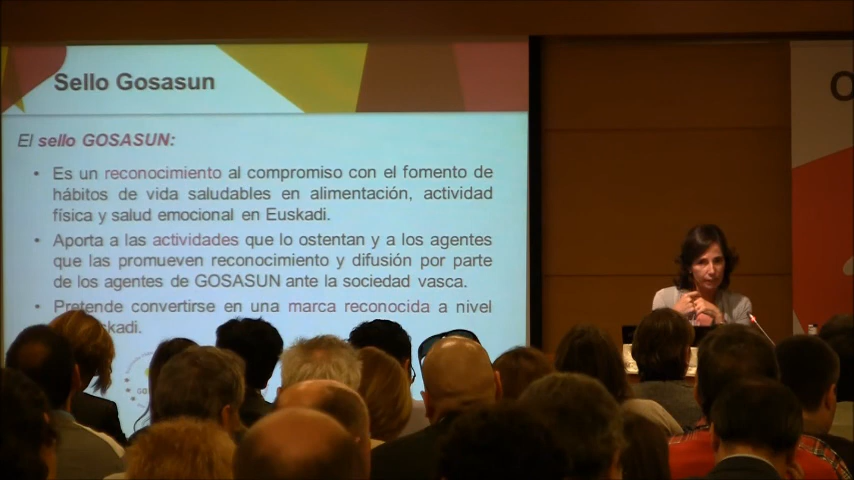 Sello Gosasun
El sello GOSASUN:
• Es un reconocimiento al compromiso con el fomento de
hábitos de vida saludables en alimentación, actividad
física y salud emocional en Euskadi.
• Aporta a las actividades que lo ostentan y a los agentes
que las promueven reconocimiento y difusión por parte
de los agentes de GOSASUN ante la sociedad vasca.
• Pretende convertirse en una marca reconocida a nivel
kadi.
O